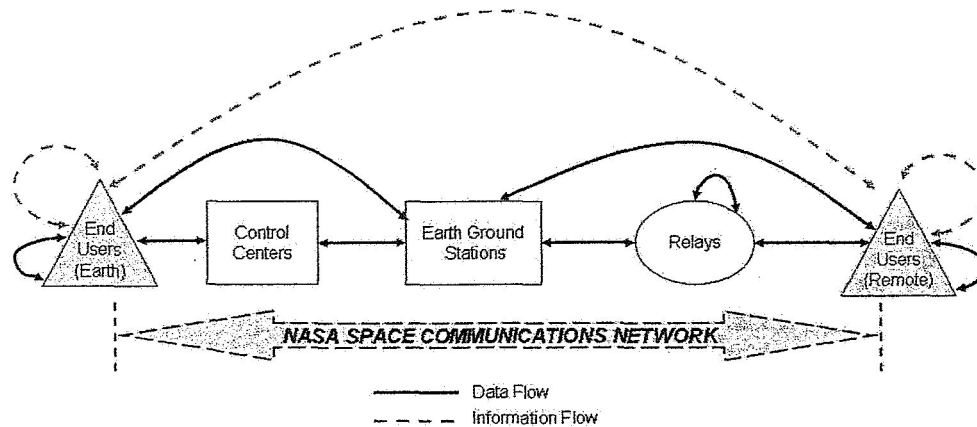 End
Users
(Earth)
Control
Centers
Earth Ground
Stations
Relays
End
Users
(Remote)
NASA SPACE COMMUNICATIONS NETWORK
Data Flow
Information Flow